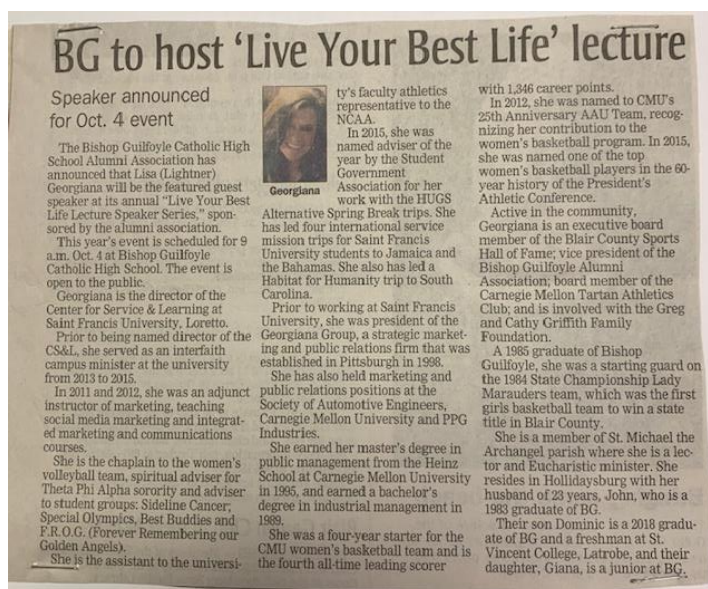 BG to host 'Live Your Best Life' lecture
Speaker announced
for Oct. 4 event
The Bishop Guilfoyle Catholic High
School Alumni Association has
announced that Lisa (Lightner)
Georgiana will be the featured guest
speaker at its annual "Live Your Best
Life Lecture Speaker Series," spon-
sored by the alumni association.
This year's event is scheduled for 9
a.m. Oct. 4 at Bishop Guilfoyle
Catholic High School. The event is
open to the public.
Georgiana is the director of the
Center for Service & Learning at
Saint Francis University, Loretto.
Prior to being named director of the
CS&L, she served as an interfaith
campus minister at the university
from 2013 to 2015.
In 2011 and 2012, she was an adjunct
instructor of marketing, teaching
social media marketing and integrat-
ed marketing and communications
courses.
She is the chaplain to the women's
volleyball team, spiritual adviser for
Theta Phi Alpha sorority and adviser
to student groups: Sideline Cancer,
Special Olympics, Best Buddies and
F.R.O.G. (Forever Remembering our
Golden Angels).
She is the assistant to the universi-
Georgiana
ty's faculty athletics
representative to the
NCAA.
In 2015, she was
named adviser of the
year by the Student
Government
Association for her
work with the HUGS
Alternative Spring Break trips. She
has led four international service
mission trips for Saint Francis
University students to Jamaica and
the Bahamas. She also has led a
Habitat for Humanity trip to South
Carolina.
Prior to working at Saint Francis
University, she was president of the
Georgiana Group, a strategic market-
ing and public relations firm that was
established in Pittsburgh in 1998.
She has also held marketing and
public relations positions at the
Society of Automotive Engineers,
Carnegie Mellon University and PPG
Industries.
She earned her master's degree in
public management from the Heinz
School at Carnegie Mellon University
in 1995, and earned a bachelor's
degree in industrial management in
1989.
She was a four-year starter for the
CMU women's basketball team and is
the fourth all-time leading scorer
with 1,346 career points.
In 2012, she was named to CMU's
25th Anniversary AAU Team, recog-
nizing her contribution to the
women's basketball program. In 2015,
she was named one of the top
women's basketball players in the 60-
year history of the President's
Athletic Conference.
Active in the community,
Georgiana is an executive board
member of the Blair County Sports
Hall of Fame; vice president of the
Bishop Guilfoyle Alumni
Association; board member of the
Carnegie Mellon Tartan Athletics
Club; and is involved with the Greg
and Cathy Griffith Family
Foundation.
A 1985 graduate of Bishop
Guilfoyle, she was a starting guard on
the 1984 State Championship Lady
Marauders team, which was the first
girls basketball team to win a state
title in Blair County.
She is a member of St. Michael the
Archangel parish where she is a lec-
tor and Eucharistic minister. She
resides in Hollidaysburg with her
husband of 23 years, John, who is a
1983 graduate of BG.
Their son Dominic is a 2018 gradu-
ate of BG and a freshman at St.
Vincent College, Latrobe, and their
daughter, Giana, is a junior at BG.